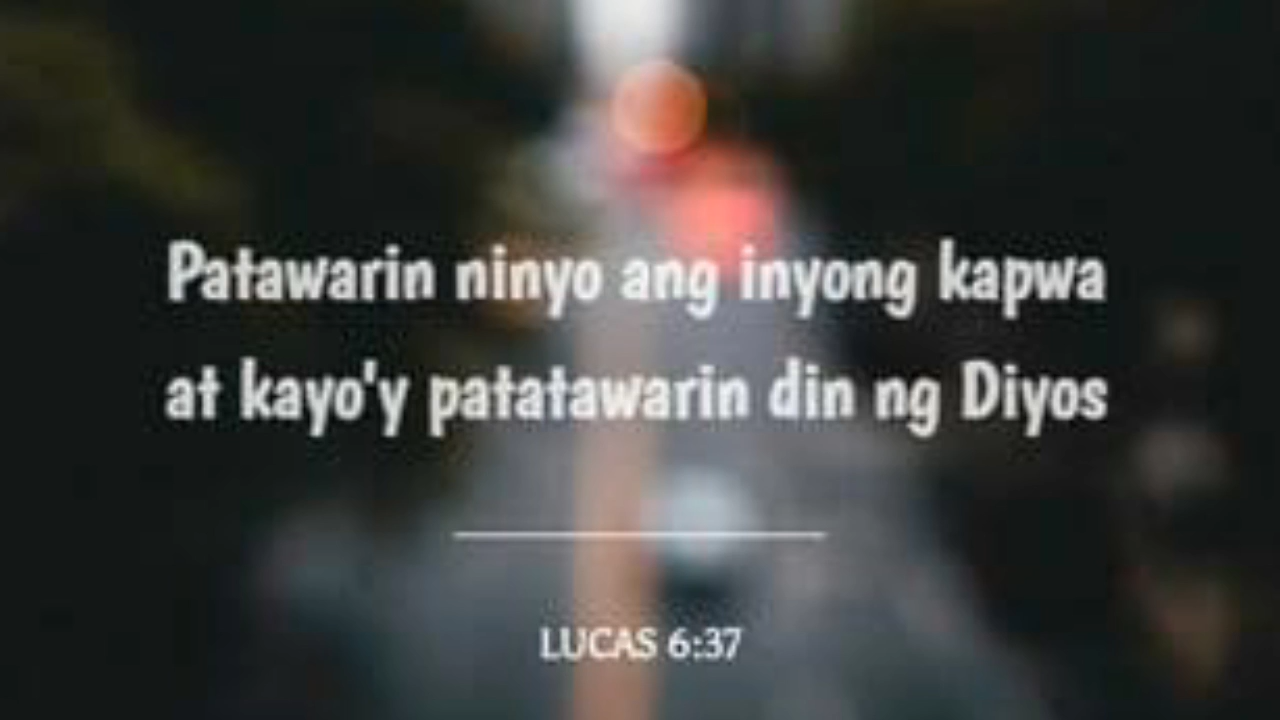 Patawarin ninyo ang inyong kapwa
at kayo'y patatawarin din ng Diyos
LUCAS 6:37